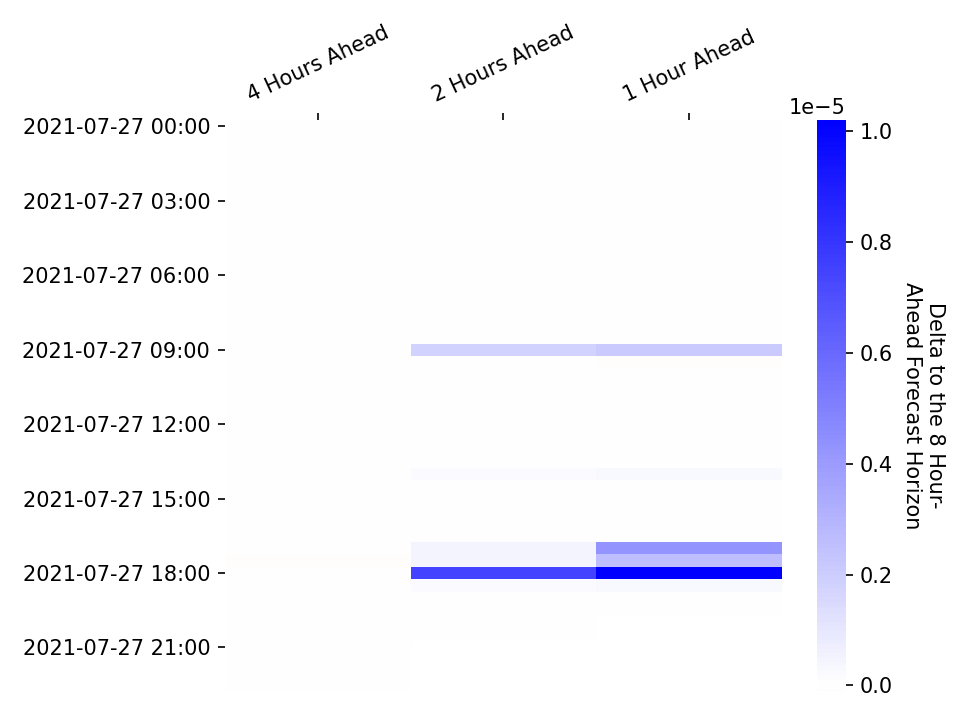 4 Hours Ahead
2 Hours Ahead
1 Hour Ahead
1e−5
2021-07-27 00:00
2021-07-27 03:00
2021-07-27 06:00
2021-07-27 09:00
2021-07-27 12:00
2021-07-27 15:00
2021-07-27 18:00
2021-07-27 21:00
1.0
0.8
0.6
0.4
0.2
0.0
Delta to the 8 Hour-
Ahead Forecast Horizon